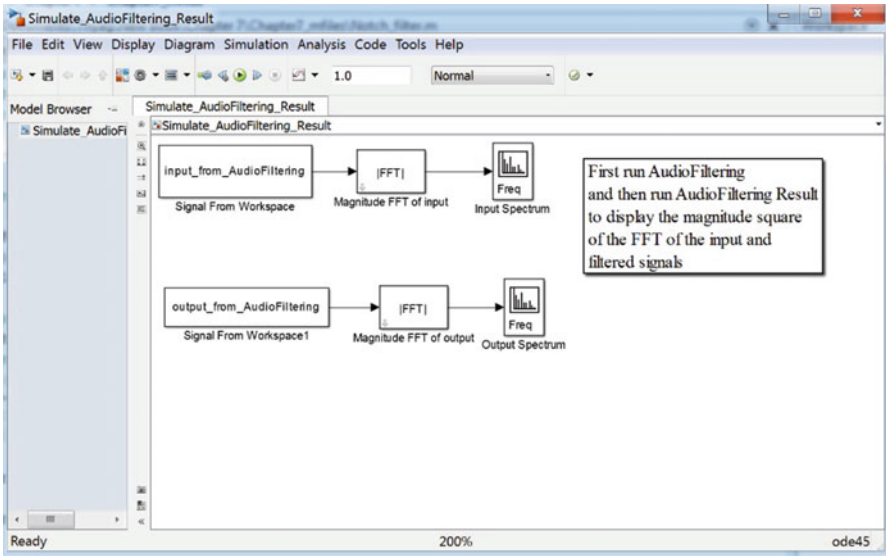 Simulate_AudioFiltering_Result
File Edit View Display Diagram Simulation Analysis Code Tools Help
1.0 Normal
Model Browser Simulate_AudioFiltering_Result
Simulate_AudioFi Simulate_AudioFiltering_Result
input_from_AudioFiltering
Signal From Workspace
|FFT|
Magnitude FFT of input
Freq
Input Spectrum
First run AudioFiltering
and then run AudioFiltering Result
to display the magnitude square
of the FFT of the input and
filtered signals
output_from_AudioFiltering
Signal From Workspace1
|FFT|
Magnitude FFT of output
Freq
Output Spectrum
Ready 200% ode45